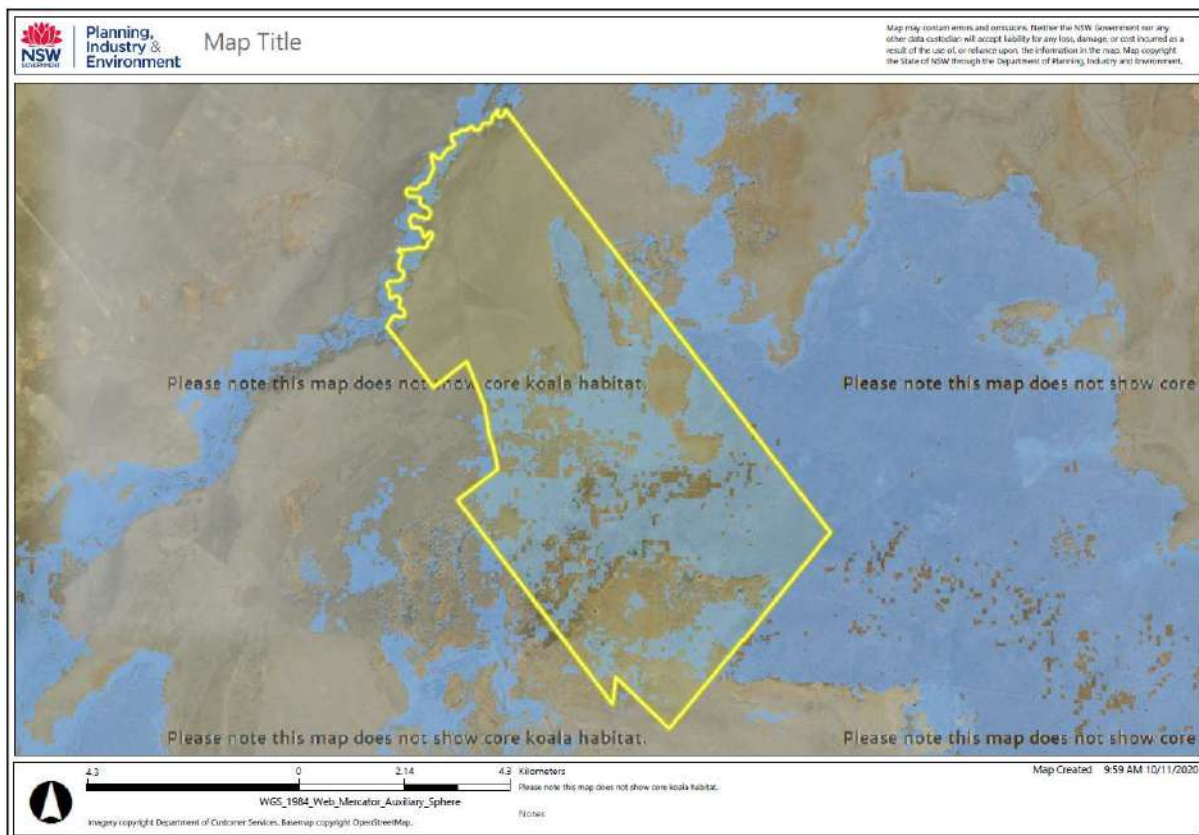 NSW
GOVERNMENT
Planning,
Industry &
Environment
Map Title
Map may contain errors and omissions. Neither the NSW Government nor any
other data custodian will accept liability for any loss, damage, or cost incurred as a
result of the use of, or reliance upon, the information in the map. Map copyright
the State of NSW through the Department of Planning, Industry and Environment.
Please note this map does not show core koala habitat.
Please note this map does not show core
Please note this map does not show core koala habitat.
Please note this map does not show core
4.3 0 2.14 4.3 Kilometers
WGS_1984_Web_Mercator_Auxiliary_Sphere
Imagery copyright Department of Customer Services. Basemap copyright OpenStreetMap.
Please note this map does not show core koala habitat.
Notes
Map Created 9:59 AM 10/11/2020